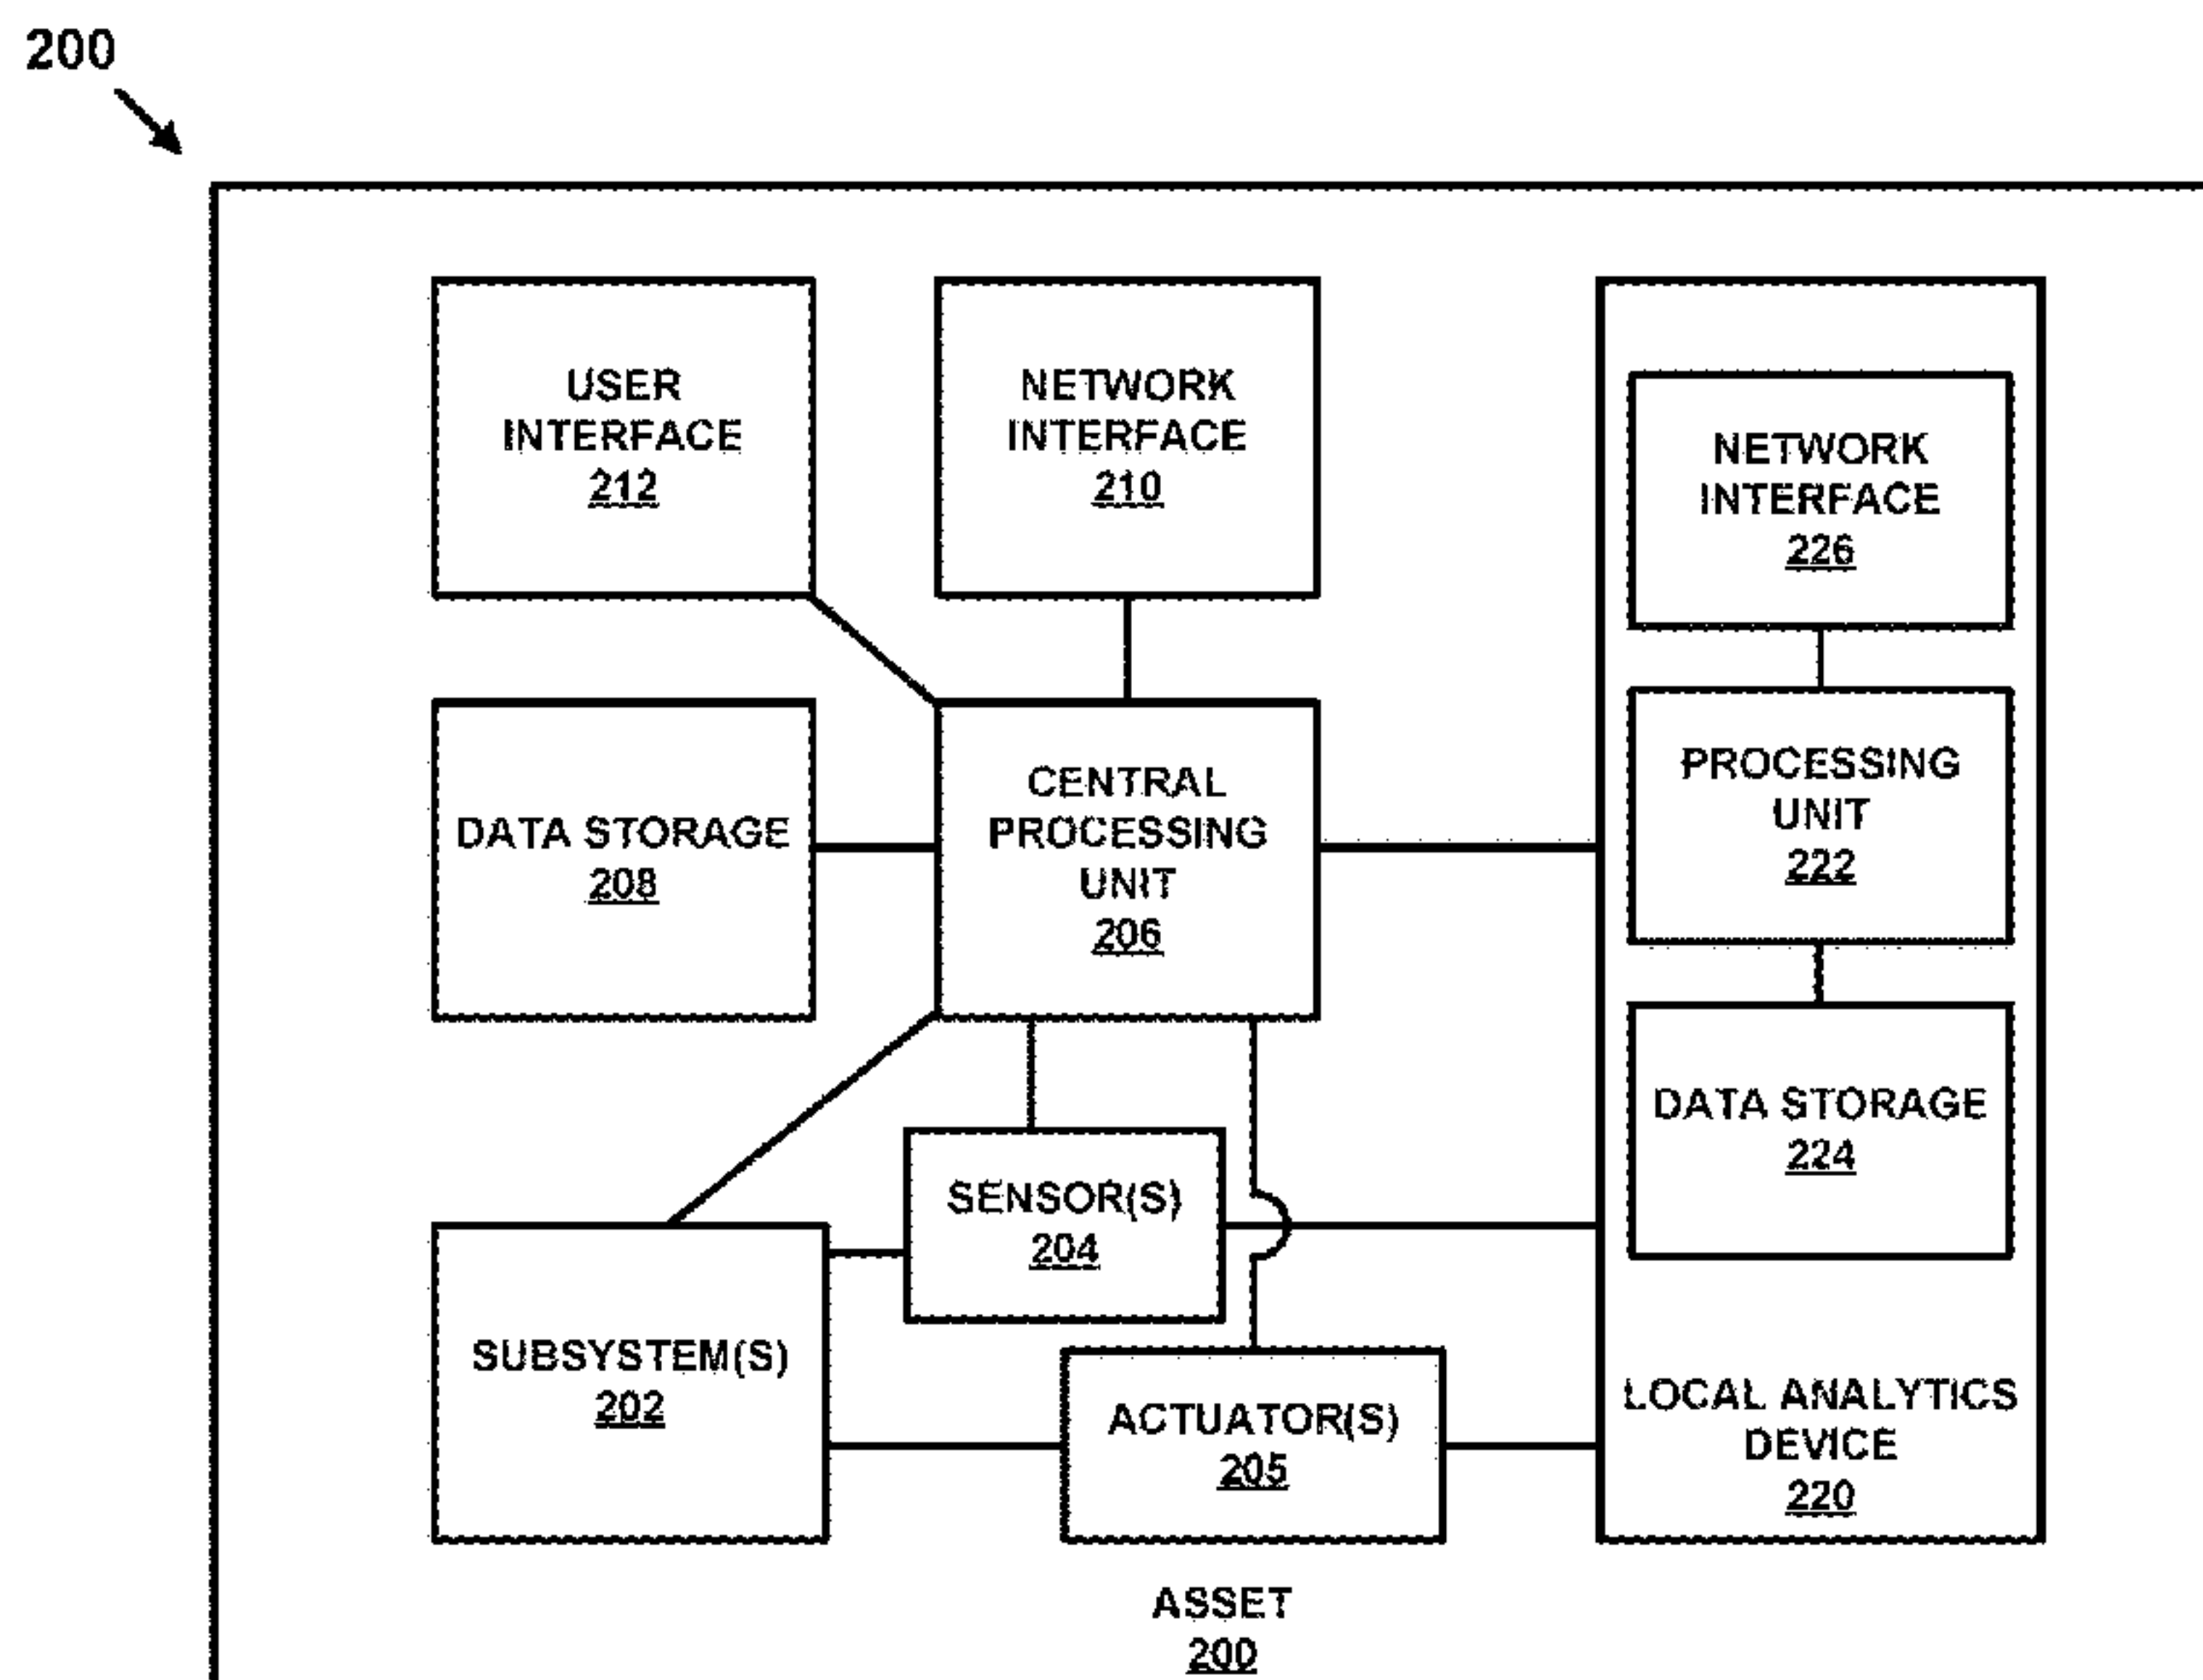 200
USER
INTERFACE
212
NETWORK
INTERFACE
210
NETWORK
INTERFACE
226
DATA STORAGE
208
CENTRAL
PROCESSING
UNIT
206
PROCESSING
UNIT
222
DATA STORAGE
224
SENSOR(S)
204
SUBSYSTEM(S)
202
ACTUATOR(S)
205
LOCAL ANALYTICS
DEVICE
220
ASSET
200